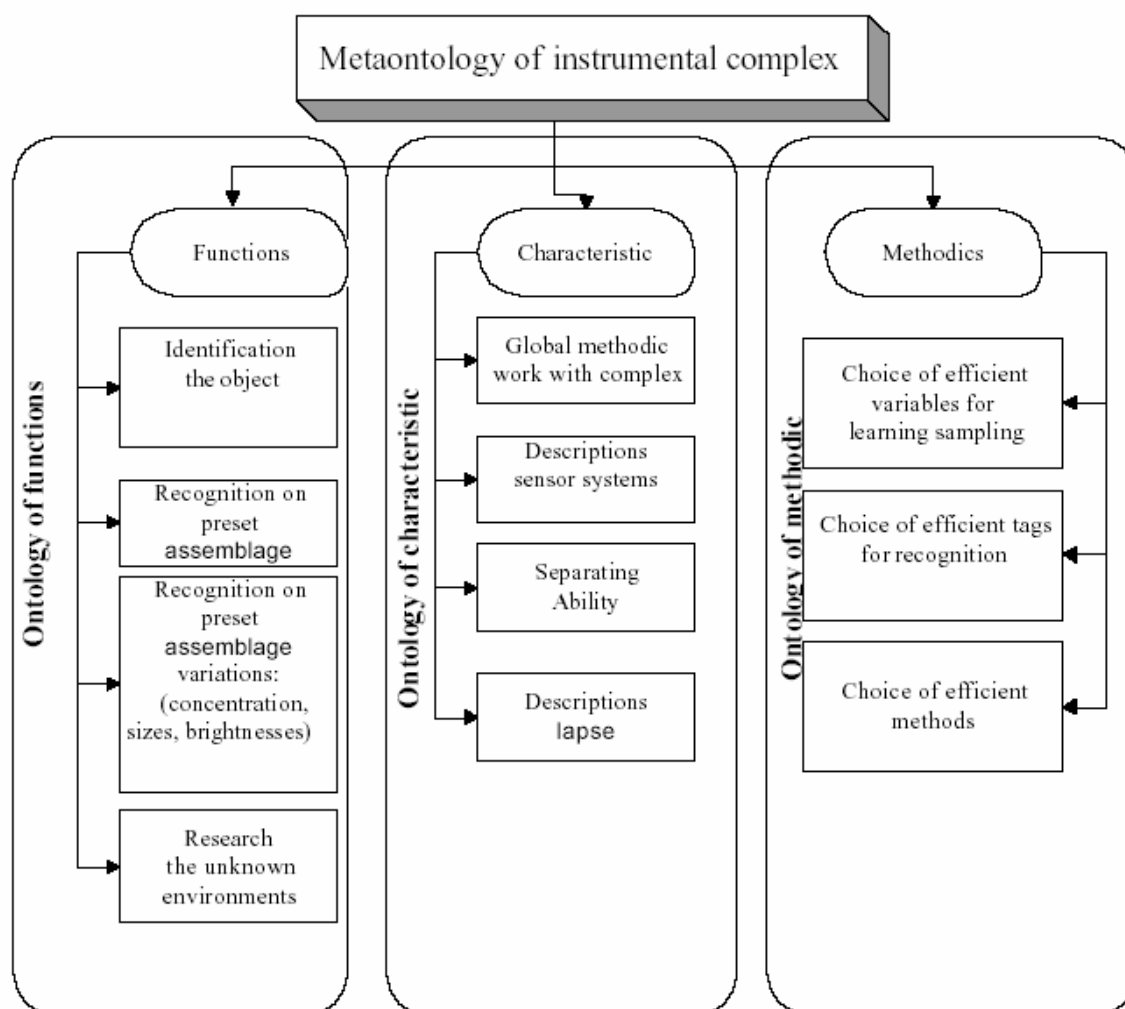 Metaontology of instrumental complex
Ontology of functions
Functions
Identification
the object
Recognition on
preset
assemblage
Recognition on
preset
assemblage
variations:
(concentration,
sizes, brightnesses)
Research
the unknown
environments
Ontology of characteristic
Characteristic
Global methodic
work with complex
Descriptions
sensor systems
Separating
Ability
Descriptions
lapse
Ontology of methodic
Methodics
Choice of efficient
variables for
learning sampling
Choice of efficient tags
for recognition
Choice of efficient
methods